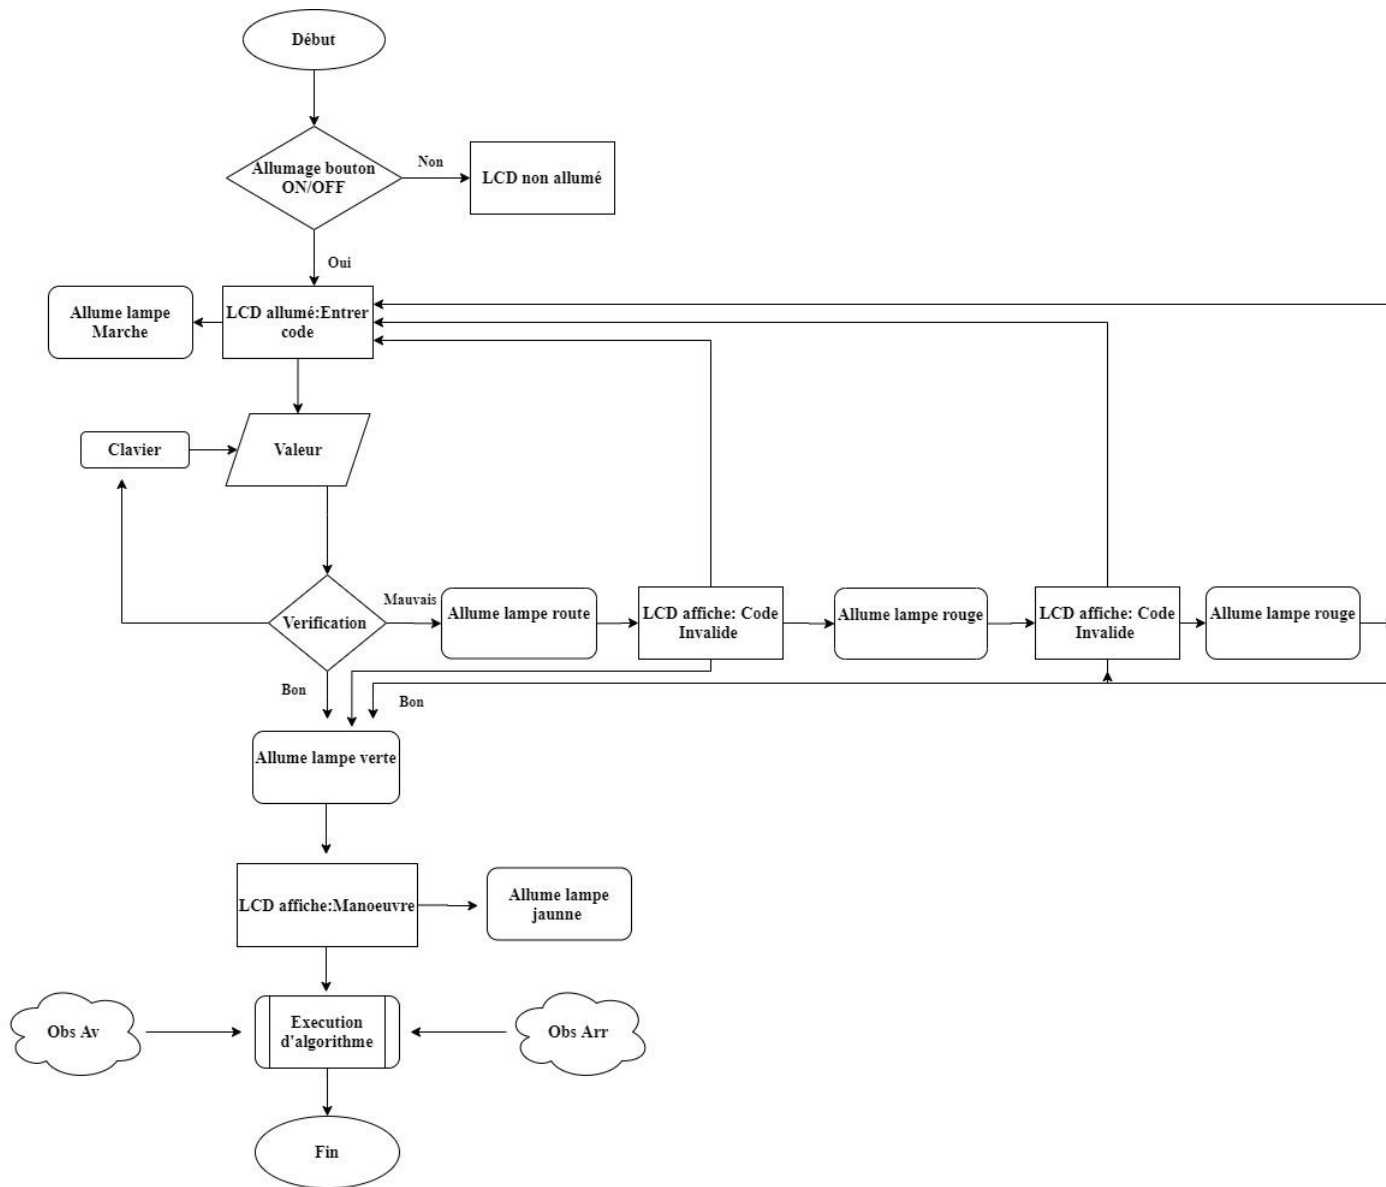 Début
Allumage bouton
ON/OFF
Non
LCD non allumé
Oui
Allume lampe
Marche
LCD allumé:Entrer
code
Clavier
Valeur
Verification
Mauvais
Allume lampe route
LCD affiche: Code
Invalide
Allume lampe rouge
LCD affiche: Code
Invalide
Allume lampe rouge
Bon
Bon
Allume lampe verte
LCD affiche:Manoeuvre
Allume lampe
jaunne
Obs Av
Execution
d'algorithme
Obs Arr
Fin